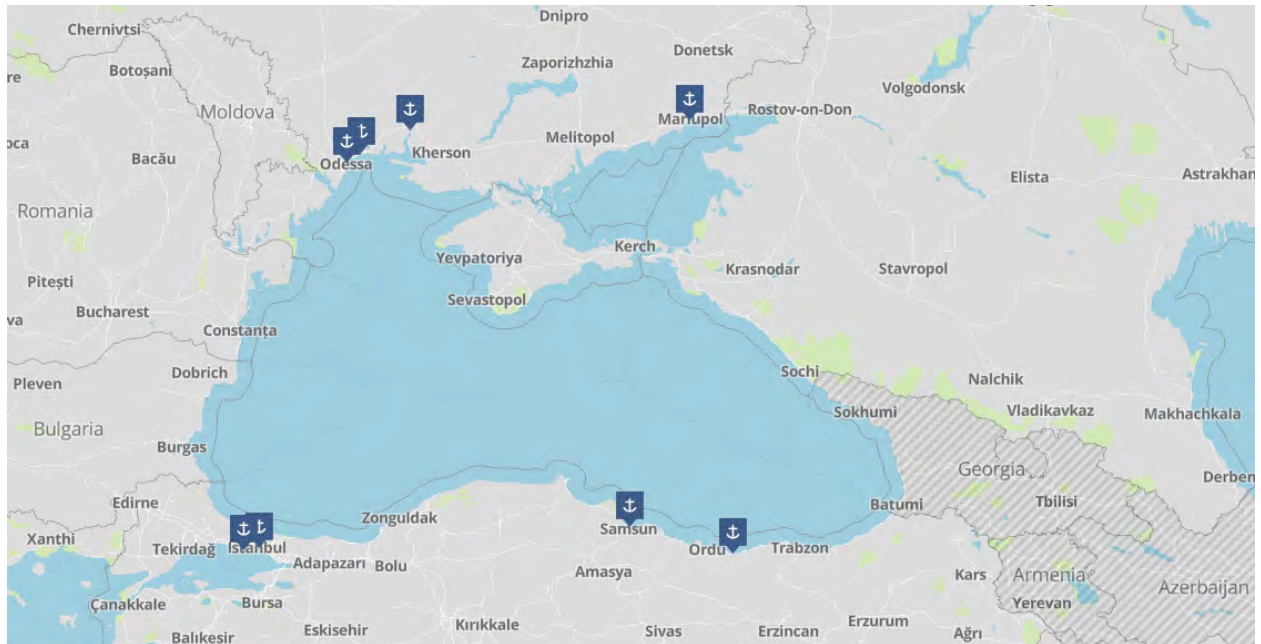 Dnipro
Chernivtsi
Donetsk
Zaporizhzhia
Botoșani
Volgodonsk
Moldova
Mariupol
Rostov-on-Don
Melitopol
Kherson
Bacău
Odessa
Elista
Astrakhan
Romania
Kerch
Yevpatoriya
Krasnodar
Stavropol
Pitești
Sevastopol
Bucharest
Constanța
Sochi
Dobrich
Nalchik
Pleven
Sokhumi
Vladikavkaz
Makhachkala
Bulgaria
Burgas
Georgia
Derben
Edirne
Tbilisi
Batumi
Zonguldak
Samsun
Xanthi
Tekirdağ
Istanbul
Ordu
Trabzon
Adapazarı
Bolu
Amasya
Kars
Armenia
Azerbaijan
Çanakkale
Bursa
Yerevan
Erzurum
Kırıkkale
Eskisehir
Sivas
Erzincan
Ağrı
Balıkesir